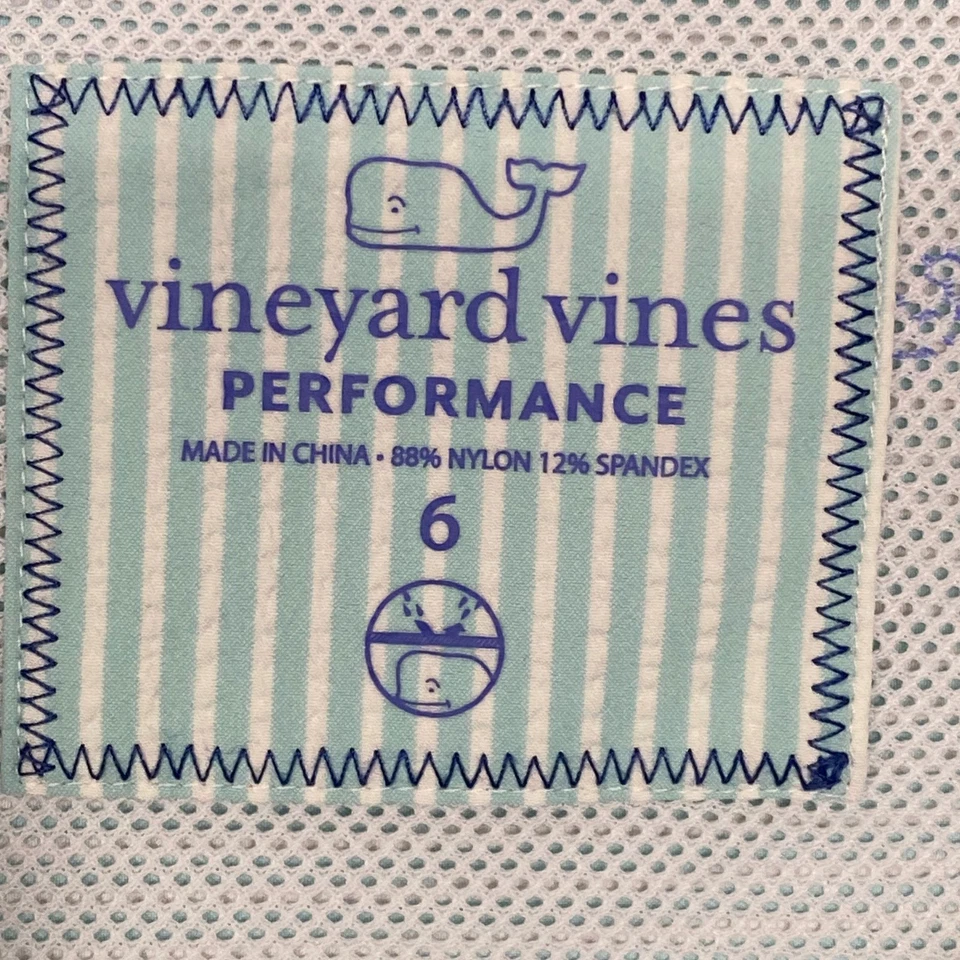 vineyard vines
PERFORMANCE
MADE IN CHINA • 88% NYLON 12% SPANDEX
6